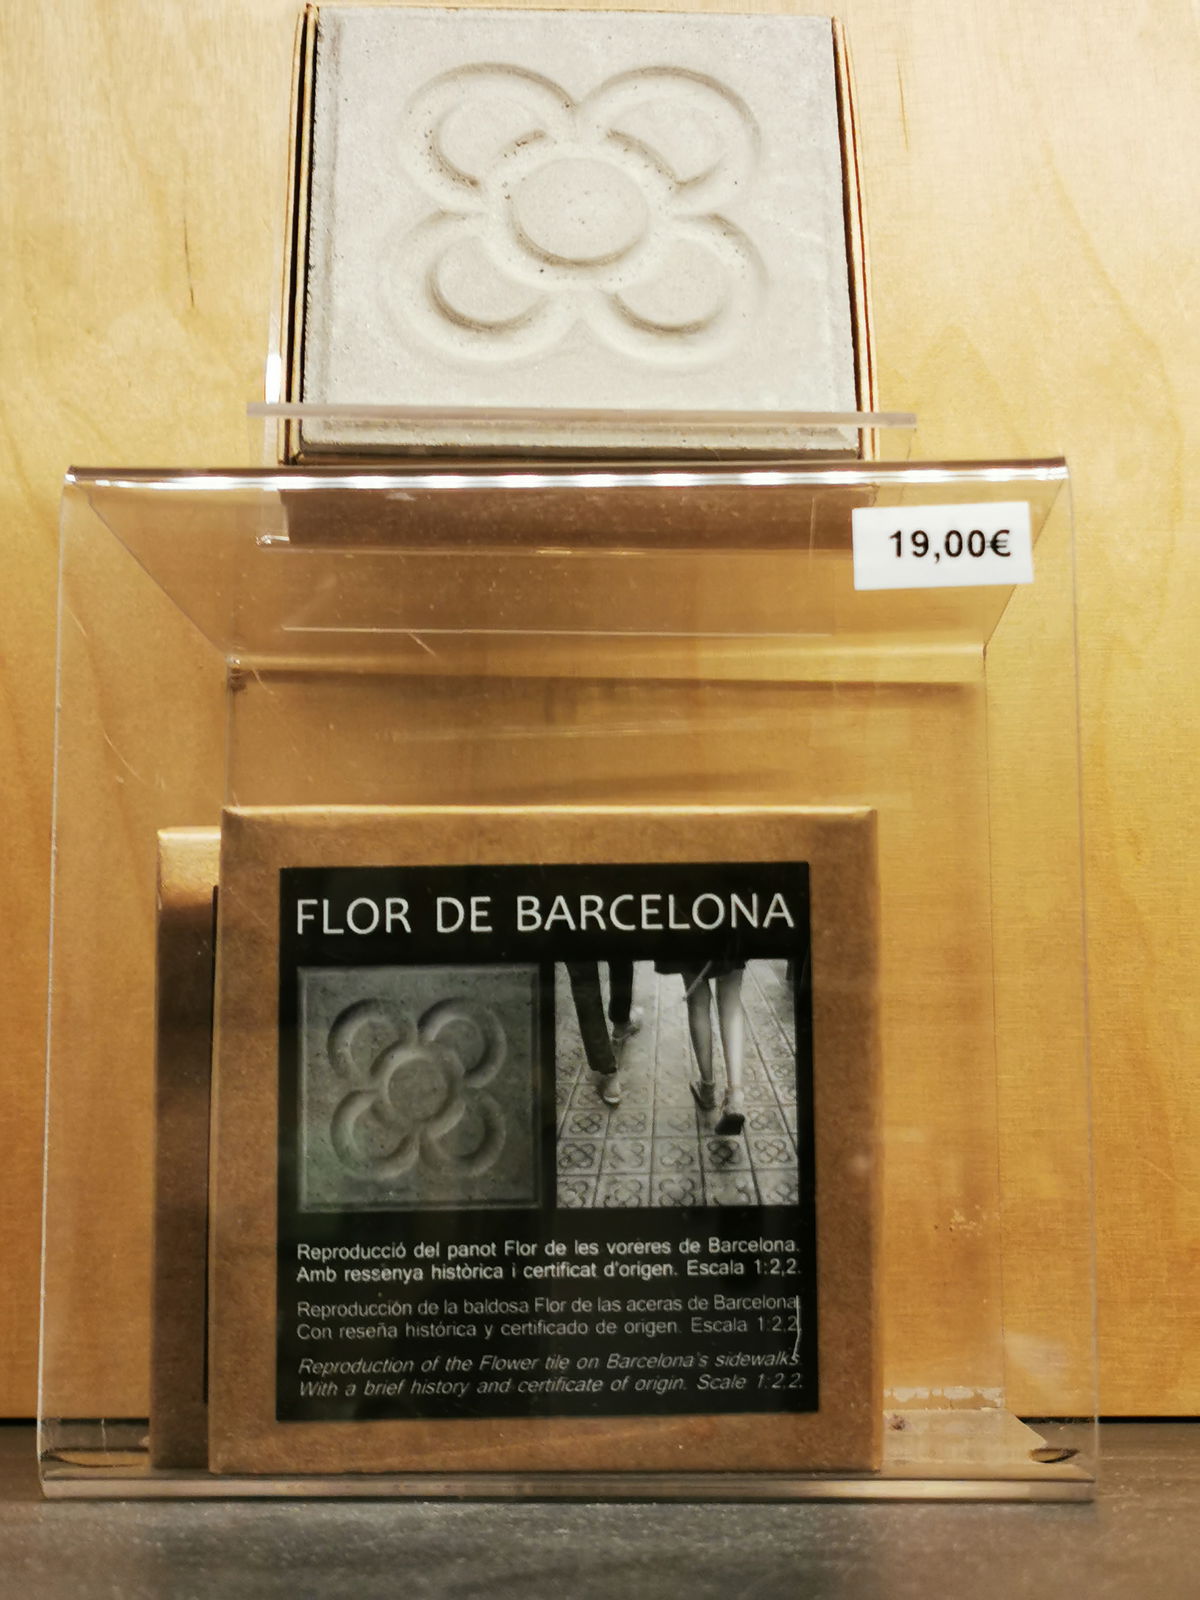 19,00€
FLOR DE BARCELONA
Reproducció del panot Flor de les voreres de Barcelona.
Amb ressenya històrica i certificat d'origen. Escala 1:2,2.
Reproducción de la baldosa Flor de las aceras de Barcelona.
Con reseña histórica y certificado de origen. Escala 1:2,2.
Reproduction of the Flower tile on Barcelona's sidewalks.
With a brief history and certificate of origin. Scale 1:2,2.